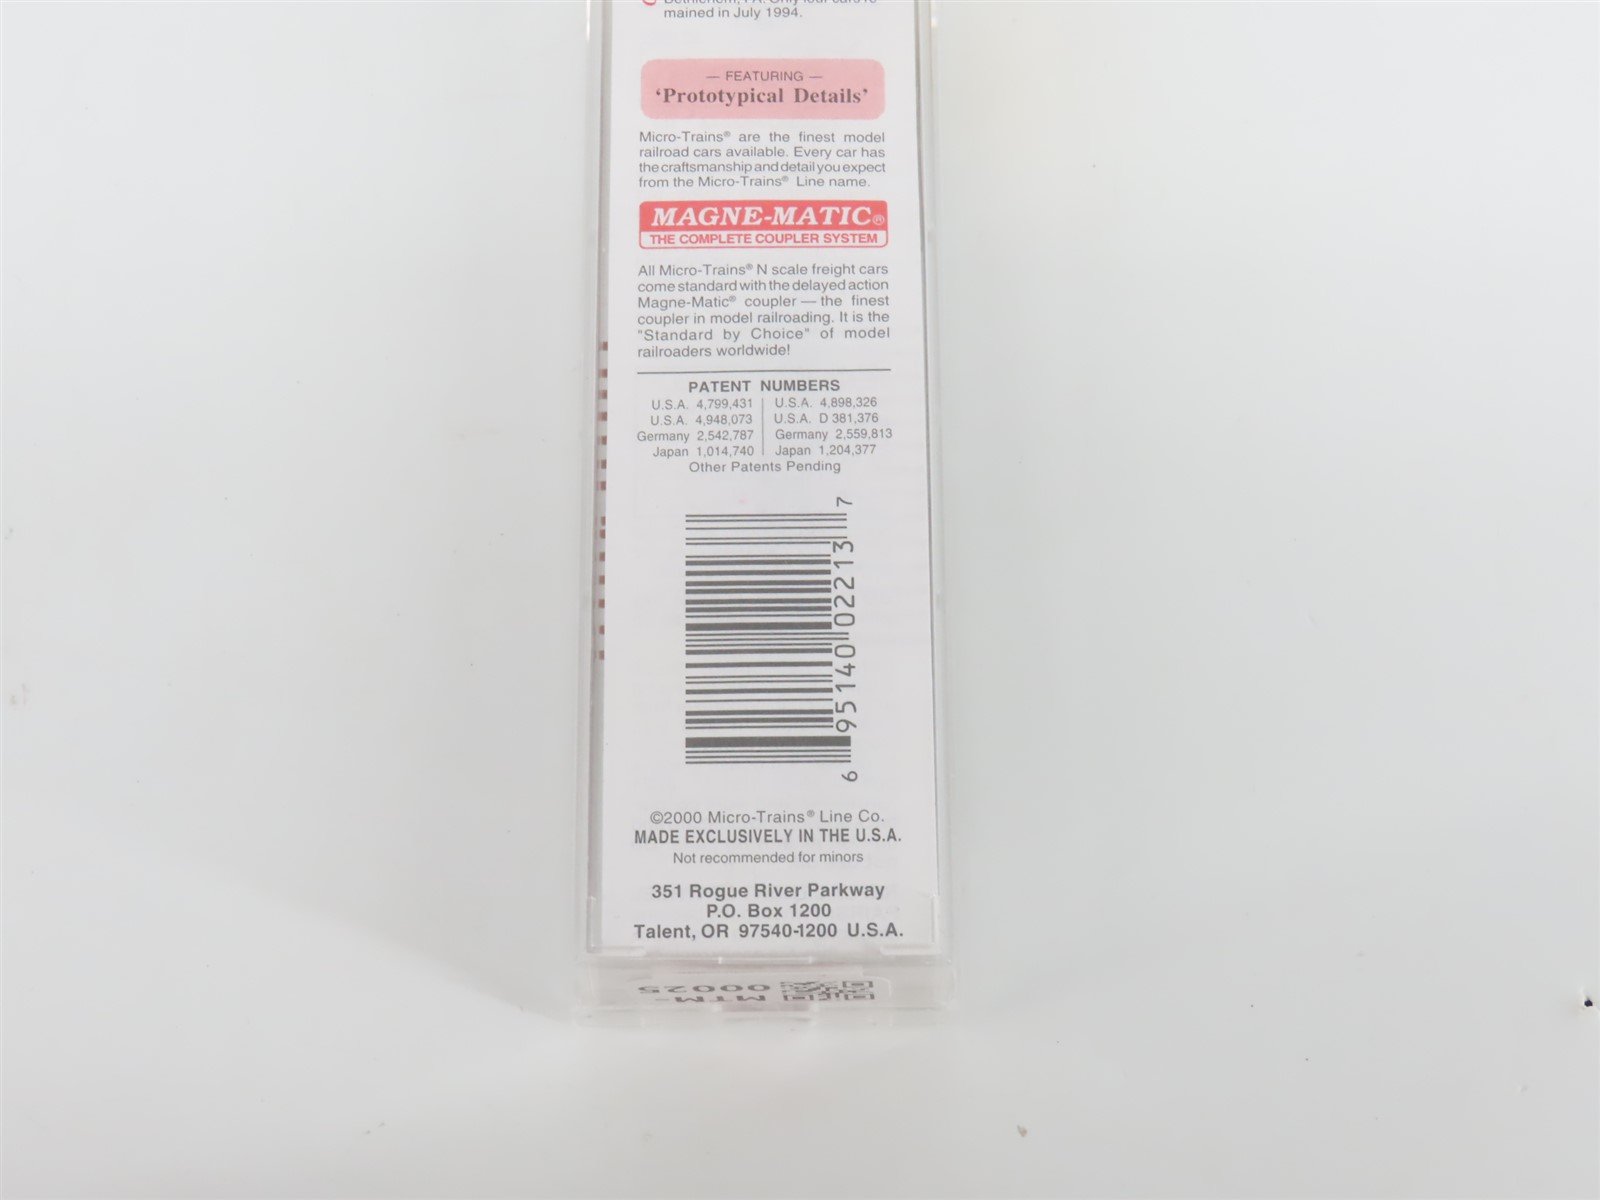 Bethlehem, PA. Only four cars re-
mained in July 1994.
— FEATURING —
‘Prototypical Details’
Micro-Trains® are the finest model
railroad cars available. Every car has
the craftsmanship and detail you expect
from the Micro-Trains® Line name.
MAGNE-MATIC®
THE COMPLETE COUPLER SYSTEM
All Micro-Trains® N scale freight cars
come standard with the delayed action
Magne-Matic® coupler — the finest
coupler in model railroading. It is the
"Standard by Choice" of model
railroaders worldwide!
PATENT NUMBERS
U.S.A. 4,799,431 | U.S.A. 4,898,326
U.S.A. 4,948,073 | U.S.A. D 381,376
Germany 2,542,787 | Germany 2,559,813
Japan 1,014,740 | Japan 1,204,377
Other Patents Pending
6 95140 02213 7
©2000 Micro-Trains® Line Co.
MADE EXCLUSIVELY IN THE U.S.A.
Not recommended for minors
351 Rogue River Parkway
P.O. Box 1200
Talent, OR 97540-1200 U.S.A.
MTM-
00025